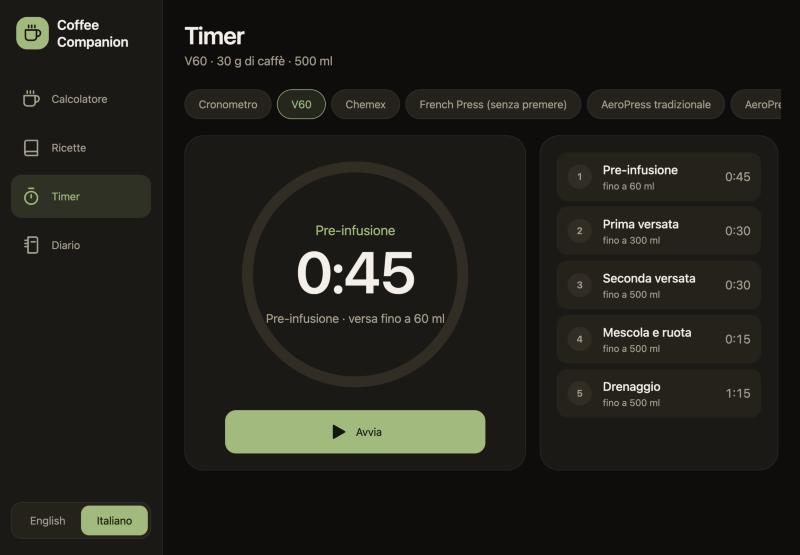 Coffee
Companion
Calcolatore
Ricette
Timer
Diario
English
Italiano
Timer
V60 · 30 g di caffè · 500 ml
Cronometro
V60
Chemex
French Press (senza premere)
AeroPress tradizionale
Pre-infusione
0:45
Pre-infusione · versa fino a 60 ml
Avvia
1
Pre-infusione
fino a 60 ml
0:45
2
Prima versata
fino a 300 ml
0:30
3
Seconda versata
fino a 500 ml
0:30
4
Mescola e ruota
fino a 500 ml
0:15
5
Drenaggio
fino a 500 ml
1:15